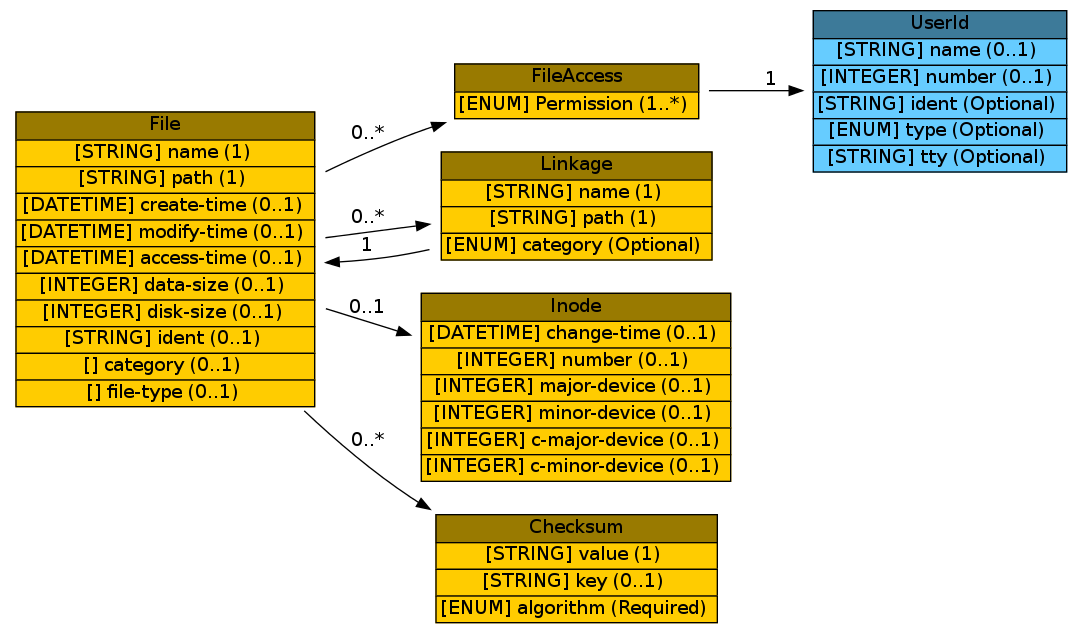 File
[STRING] name (1)
[STRING] path (1)
[DATETIME] create-time (0..1)
[DATETIME] modify-time (0..1)
[DATETIME] access-time (0..1)
[INTEGER] data-size (0..1)
[INTEGER] disk-size (0..1)
[STRING] ident (0..1)
[] category (0..1)
[] file-type (0..1)
0..*
0..*
1
0..1
0..*
FileAccess
[ENUM] Permission (1..*)
1
Linkage
[STRING] name (1)
[STRING] path (1)
[ENUM] category (Optional)
Inode
[DATETIME] change-time (0..1)
[INTEGER] number (0..1)
[INTEGER] major-device (0..1)
[INTEGER] minor-device (0..1)
[INTEGER] c-major-device (0..1)
[INTEGER] c-minor-device (0..1)
Checksum
[STRING] value (1)
[STRING] key (0..1)
[ENUM] algorithm (Required)
UserId
[STRING] name (0..1)
[INTEGER] number (0..1)
[STRING] ident (Optional)
[ENUM] type (Optional)
[STRING] tty (Optional)